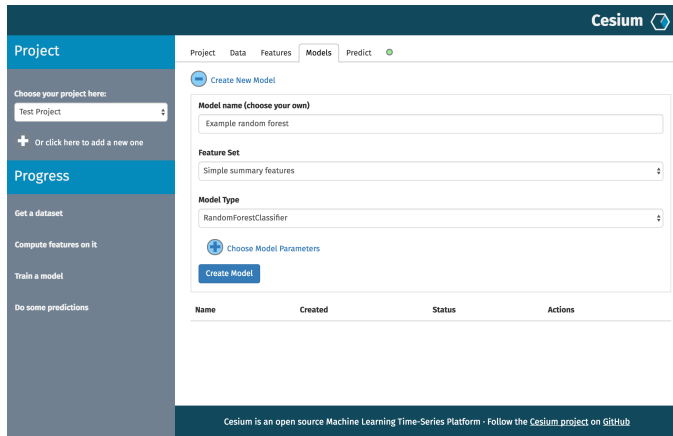 Cesium
Project
Choose your project here:
Test Project
Or click here to add a new one
Progress
Get a dataset
Compute features on it
Train a model
Do some predictions
Project Data Features Models Predict
Create New Model
Model name (choose your own)
Example random forest
Feature Set
Simple summary features
Model Type
RandomForestClassifier
Choose Model Parameters
Create Model
Name Created Status Actions
Cesium is an open source Machine Learning Time-Series Platform · Follow the Cesium project on GitHub